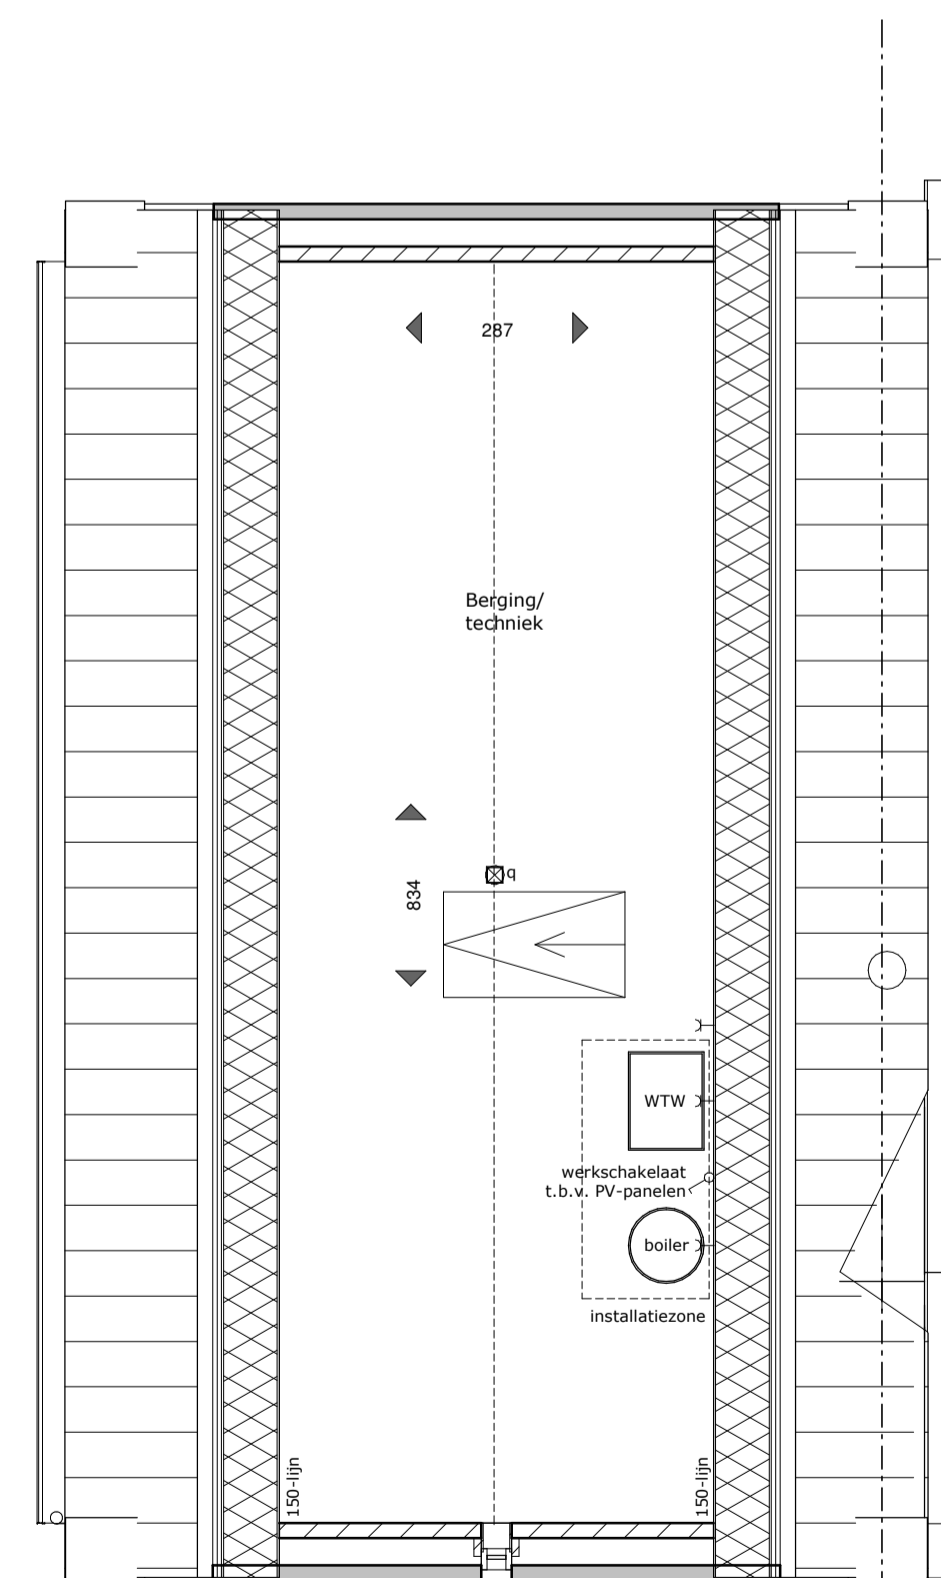 287
Berging/
techniek
q
834
WTW
werkschakelaat
t.b.v. PV-panelen
boiler
installatiezone
150-lijn
150-lijn